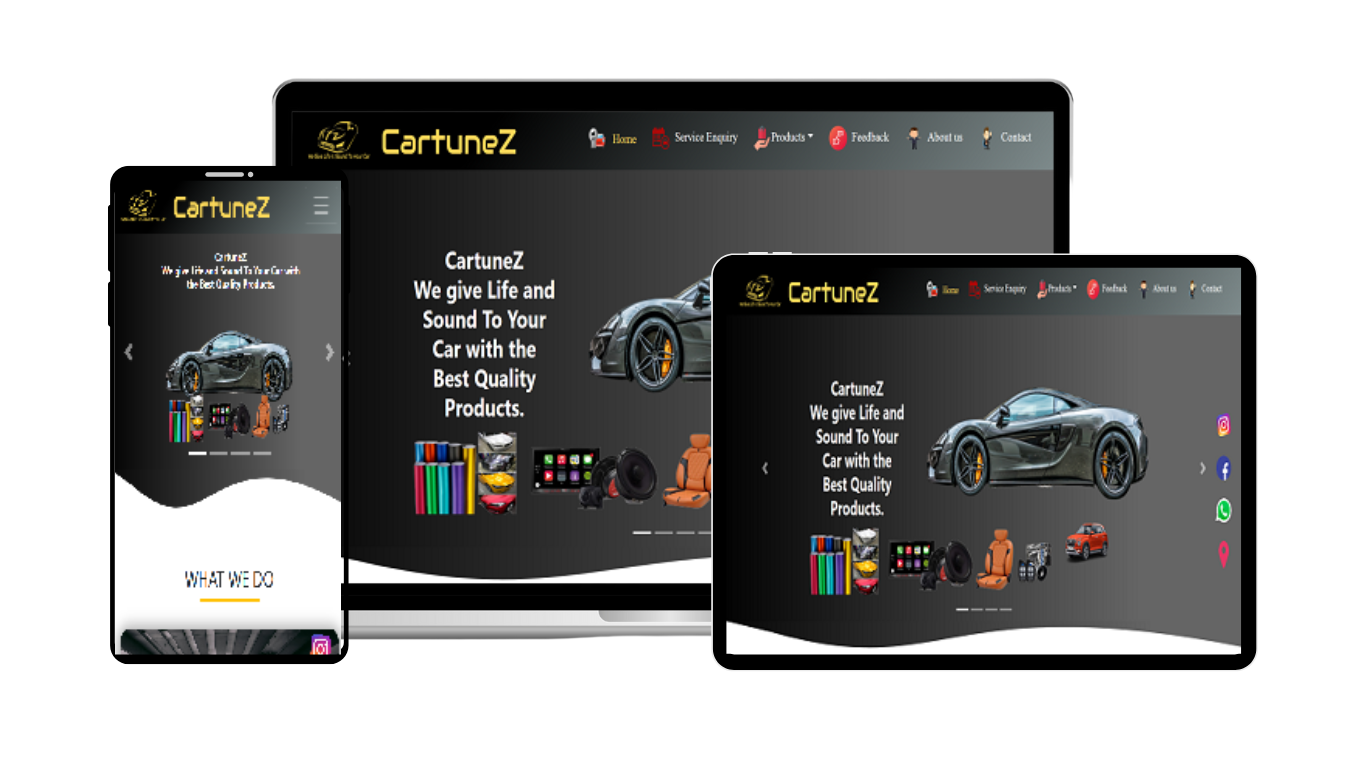 CartuneZ
Home
Service Enquiry
Products
Feedback
About us
Contact
CartuneZ
We give Life and
Sound To Your
Car with the
Best Quality
Products.
CartuneZ
CartuneZ
We give Life and Sound To Your Car with
the Best Quality Products.
WHAT WE DO
CartuneZ
Home
Service Enquiry
Products
Feedback
About us
Contact
CartuneZ
We give Life and
Sound To Your
Car with the
Best Quality
Products.